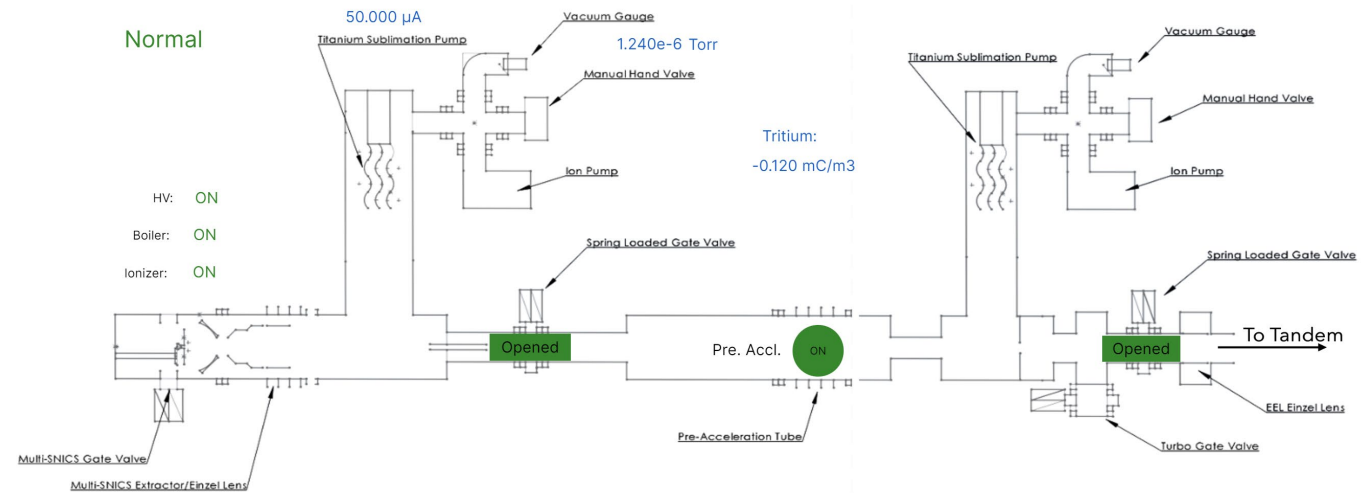 50.000 µA
Vacuum Gauge
Normal
Titanium Sublimation Pump
1.240e-6 Torr
Manual Hand Valve
Tritium:
-0.120 mC/m3
Ion Pump
HV: ON
Boiler: ON
Ionizer: ON
Spring Loaded Gate Valve
Opened
Pre. Accl. ON
Pre-Acceleration Tube
Multi-SNICS Gate Valve
Multi-SNICS Extractor/Einzel Lens
Vacuum Gauge
Titanium Sublimation Pump
Manual Hand Valve
Ion Pump
Spring Loaded Gate Valve
To Tandem
Opened
EEL Einzel Lens
Turbo Gate Valve